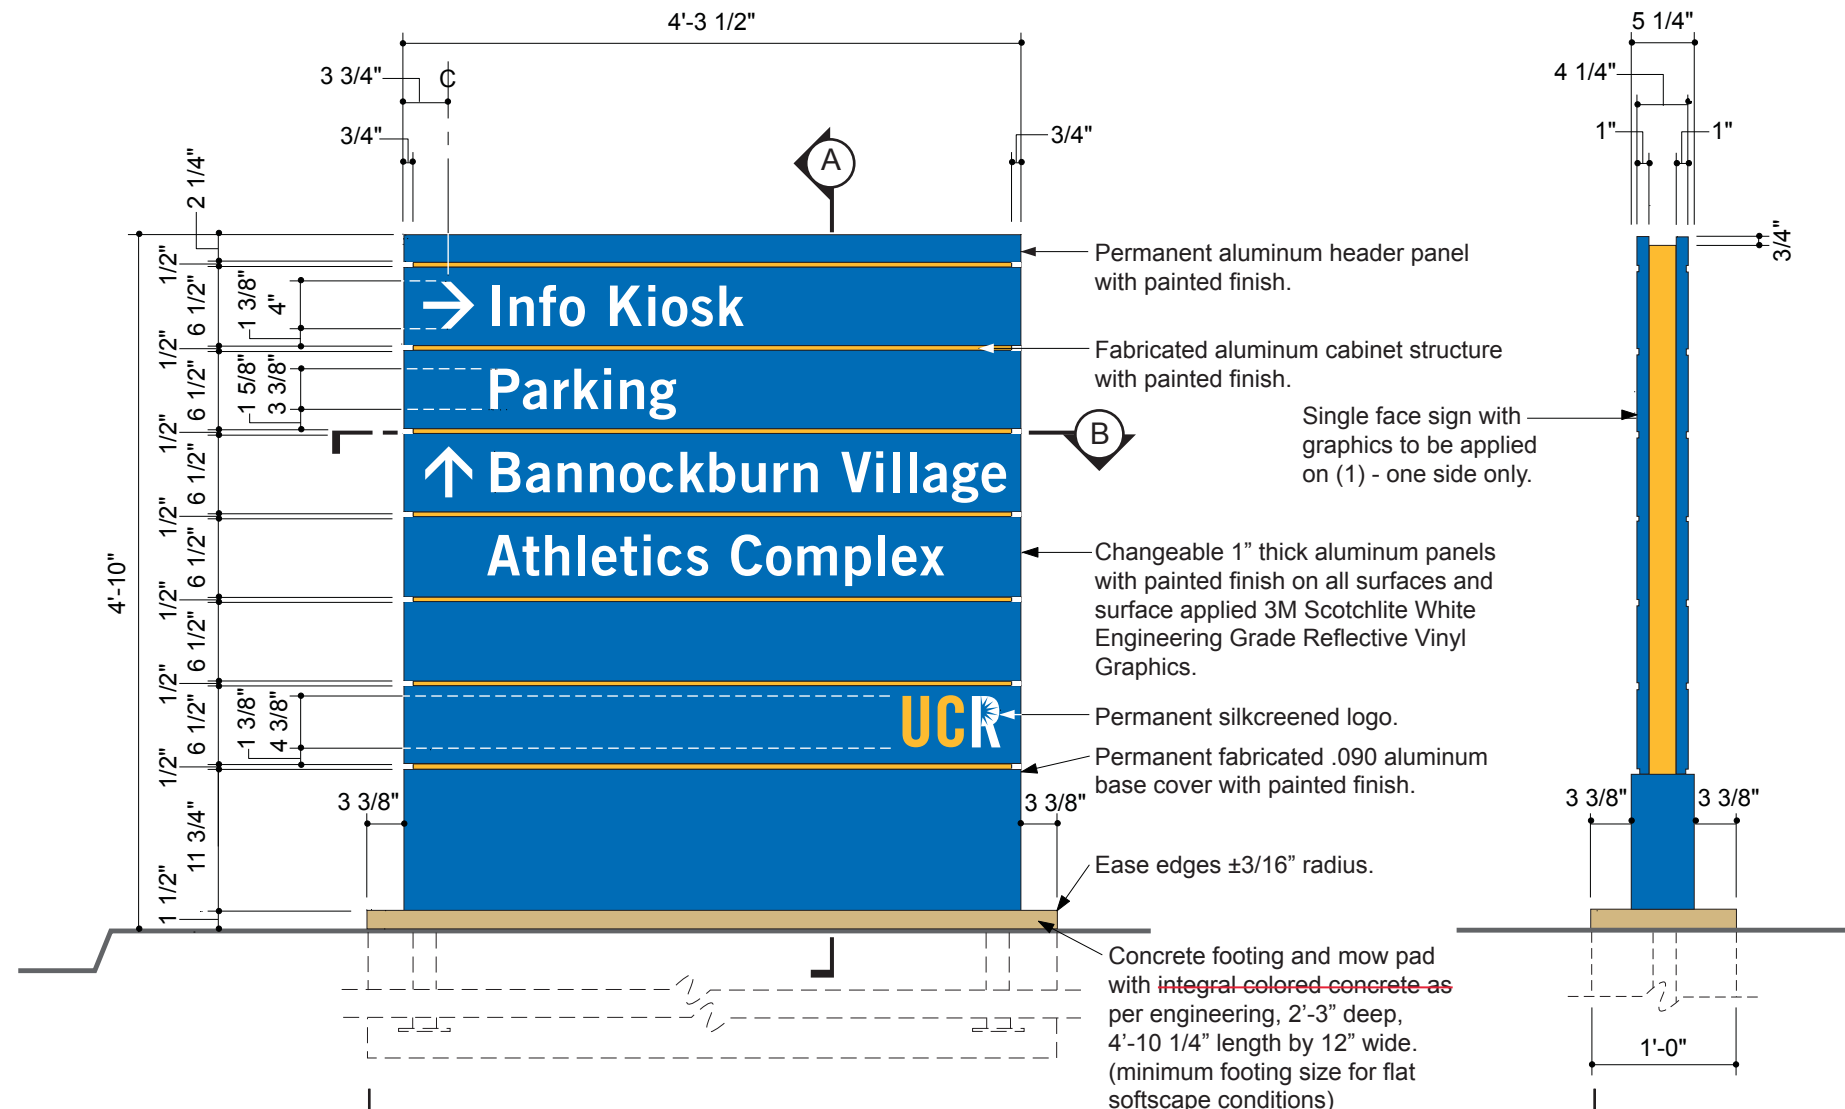 4'-3 1/2"
5 1/4"
3 3/4"
C
4 1/4"
3/4"
3/4"
1"
1"
A
2 1/4"
1/2"
6 1/2"
1/2"
6 1/2"
1/2"
6 1/2"
1/2"
6 1/2"
1/2"
6 1/2"
1/2"
6 1/2"
1/2"
11 3/4"
1 1/2"
4'-10"
1 3/8"
4"
1 5/8"
3 3/8"
1 3/8"
4 3/8"
3/4"
→ Info Kiosk
Parking
↑ Bannockburn Village
Athletics Complex
UCR
B
3 3/8"
3 3/8"
Permanent aluminum header panel
with painted finish.
Fabricated aluminum cabinet structure
with painted finish.
Single face sign with
graphics to be applied
on (1) - one side only.
Changeable 1” thick aluminum panels
with painted finish on all surfaces and
surface applied 3M Scotchlite White
Engineering Grade Reflective Vinyl
Graphics.
Permanent silkcreened logo.
Permanent fabricated .090 aluminum
base cover with painted finish.
3 3/8"
3 3/8"
Ease edges ±3/16” radius.
Concrete footing and mow pad
with integral colored concrete as
per engineering, 2’-3” deep,
4’-10 1/4” length by 12” wide.
(minimum footing size for flat
softscape conditions)
1'-0"